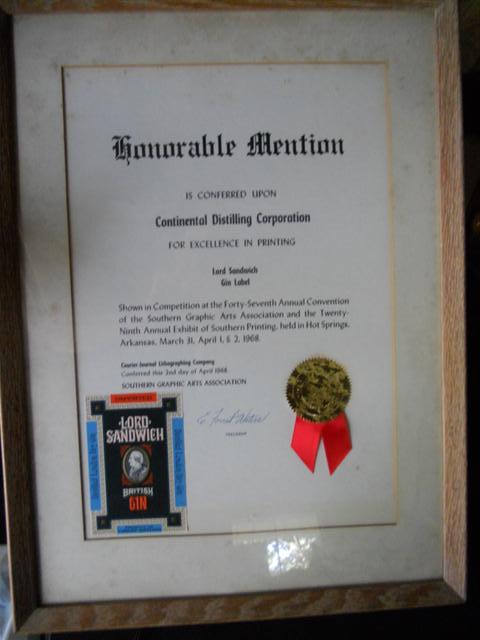 Honorable Mention
IS CONFERRED UPON
Continental Distilling Corporation
FOR EXCELLENCE IN PRINTING
Lord Sandwich
Gin Label
Shown in Competition at the Forty-Seventh Annual Convention
of the Southern Graphic Arts Association and the Twenty-
Ninth Annual Exhibit of Southern Printing, held in Hot Springs,
Arkansas, March 31, April 1, & 2, 1968.
Courier-Journal Lithographing Company
Conferred this 2nd day of April 1968
SOUTHERN GRAPHIC ARTS ASSOCIATION
PRESIDENT
IMPORTED
LORD
SANDWICH
BRITISH
GIN